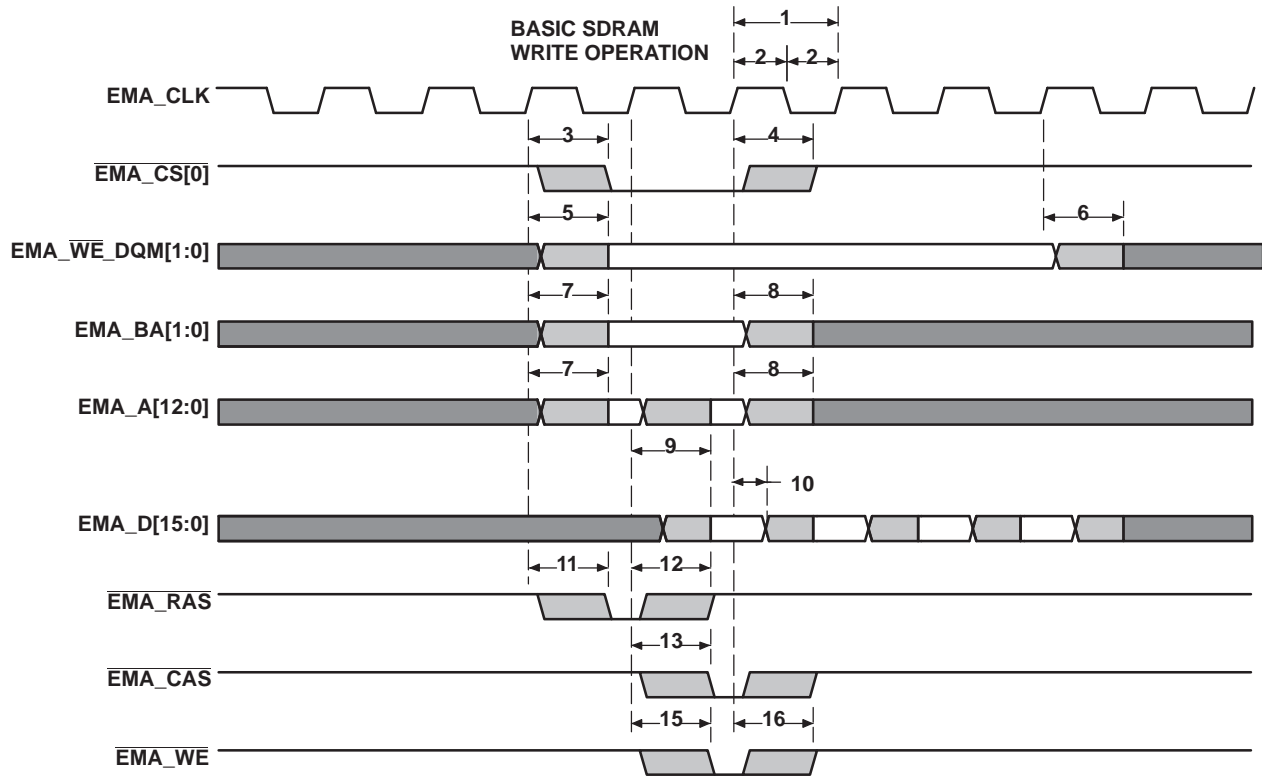 BASIC SDRAM
WRITE OPERATION
1
2 2
EMA_CLK
3 4
EMA_CS[0]
5 6
EMA_WE_DQM[1:0]
7 8
EMA_BA[1:0]
7 8
EMA_A[12:0]
9
10
EMA_D[15:0]
11 12
EMA_RAS
13
EMA_CAS
15 16
EMA_WE